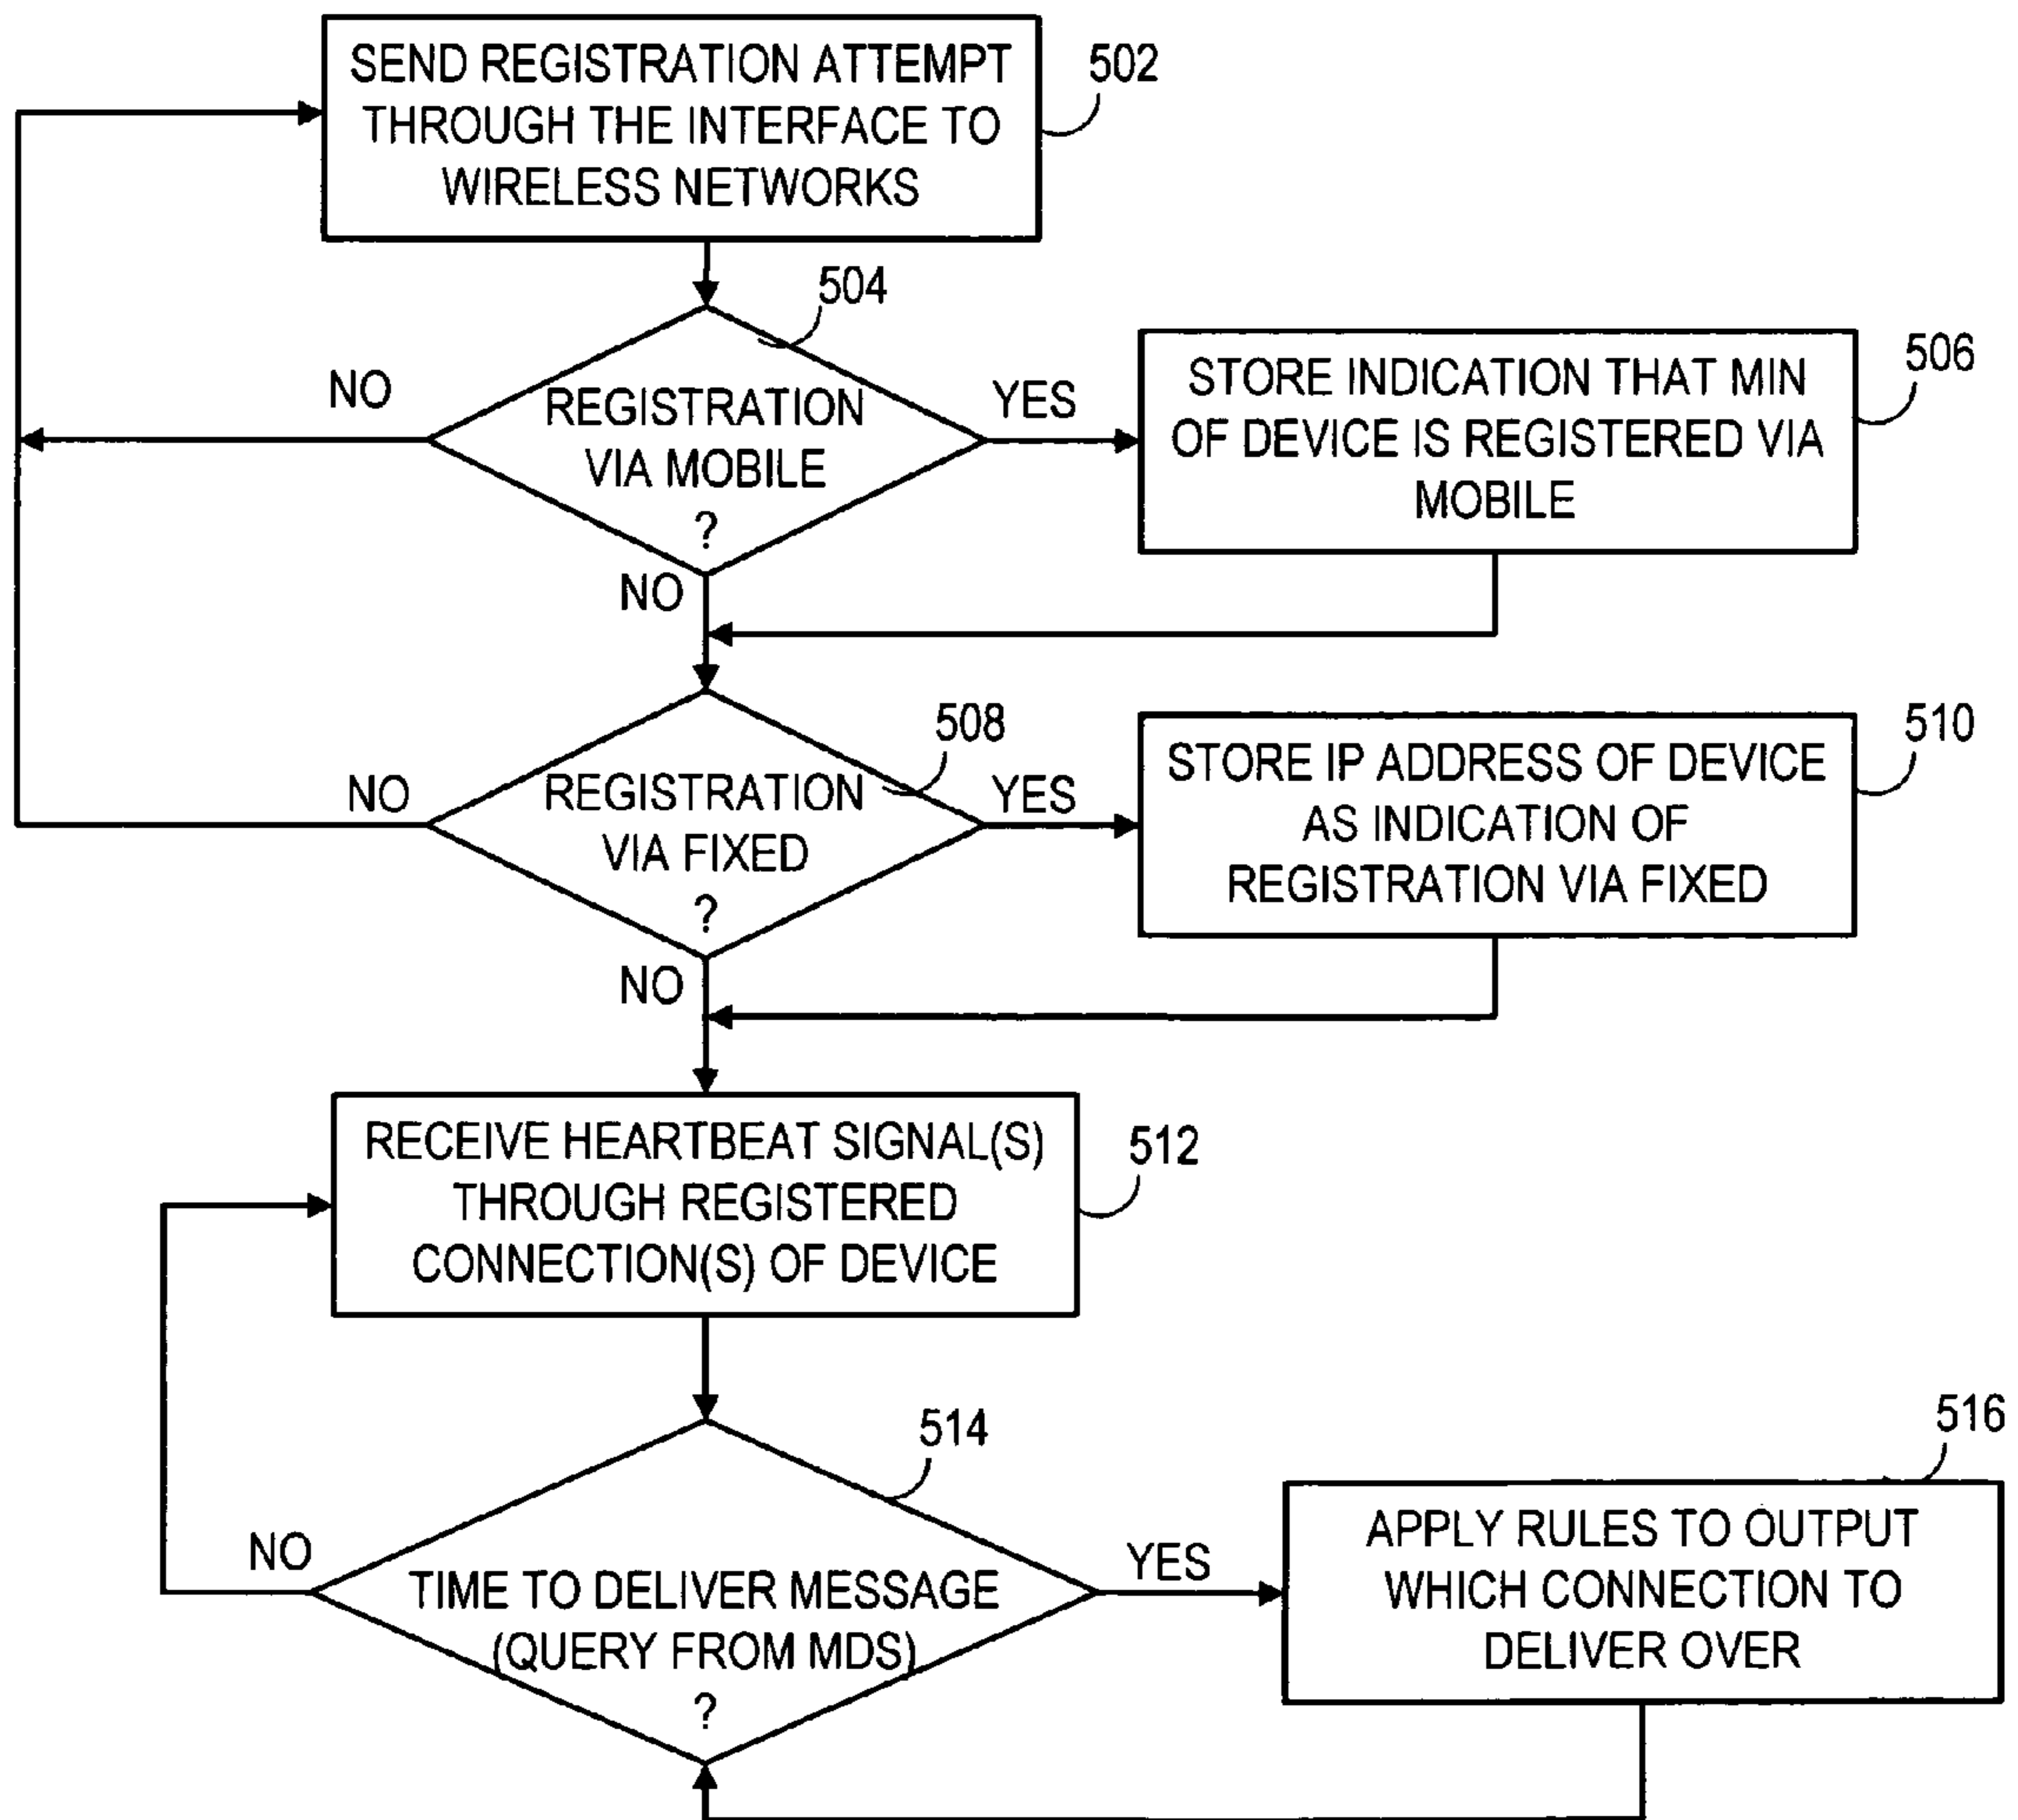 SEND REGISTRATION ATTEMPT
THROUGH THE INTERFACE TO
WIRELESS NETWORKS
502
504
NO
REGISTRATION
VIA MOBILE
?
YES
NO
STORE INDICATION THAT MIN
OF DEVICE IS REGISTERED VIA
MOBILE
506
508
NO
REGISTRATION
VIA FIXED
?
YES
NO
STORE IP ADDRESS OF DEVICE
AS INDICATION OF
REGISTRATION VIA FIXED
510
RECEIVE HEARTBEAT SIGNAL(S)
THROUGH REGISTERED
CONNECTION(S) OF DEVICE
512
514
NO
TIME TO DELIVER MESSAGE
(QUERY FROM MDS)
?
YES
APPLY RULES TO OUTPUT
WHICH CONNECTION TO
DELIVER OVER
516